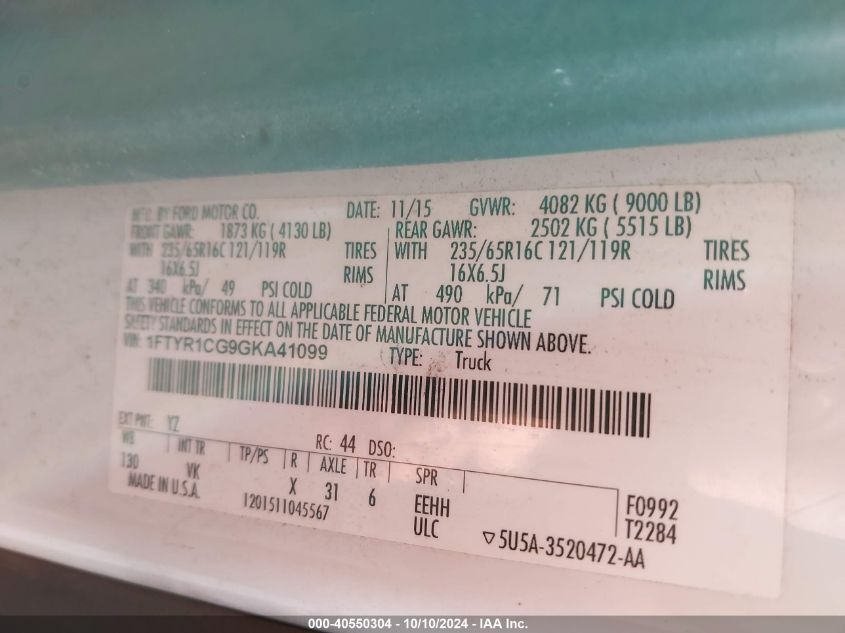 MFD. BY FORD MOTOR CO. DATE: 11/15 GVWR: 4082 KG ( 9000 LB)
FRONT GAWR: 1873 KG ( 4130 LB) REAR GAWR: 2502 KG ( 5515 LB)
WITH 235/65R16C 121/119R TIRES WITH 235/65R16C 121/119R TIRES
16X6.5J RIMS 16X6.5J RIMS
AT 340 kPa/ 49 PSI COLD AT 490 kPa/ 71 PSI COLD
THIS VEHICLE CONFORMS TO ALL APPLICABLE FEDERAL MOTOR VEHICLE
SAFETY STANDARDS IN EFFECT ON THE DATE OF MANUFACTURE SHOWN ABOVE.
VIN: 1FTYR1CG9GKA41099 TYPE: Truck
EXT PNT: YZ RC: 44 DSO:
WB INT TR TP/PS R AXLE TR SPR
130 VK X 31 6 EEHH F0992
MADE IN U.S.A. 1201511045567 ULC T2284
▽5U5A-3520472-AA
000-40550304 - 10/10/2024 - IAA Inc.